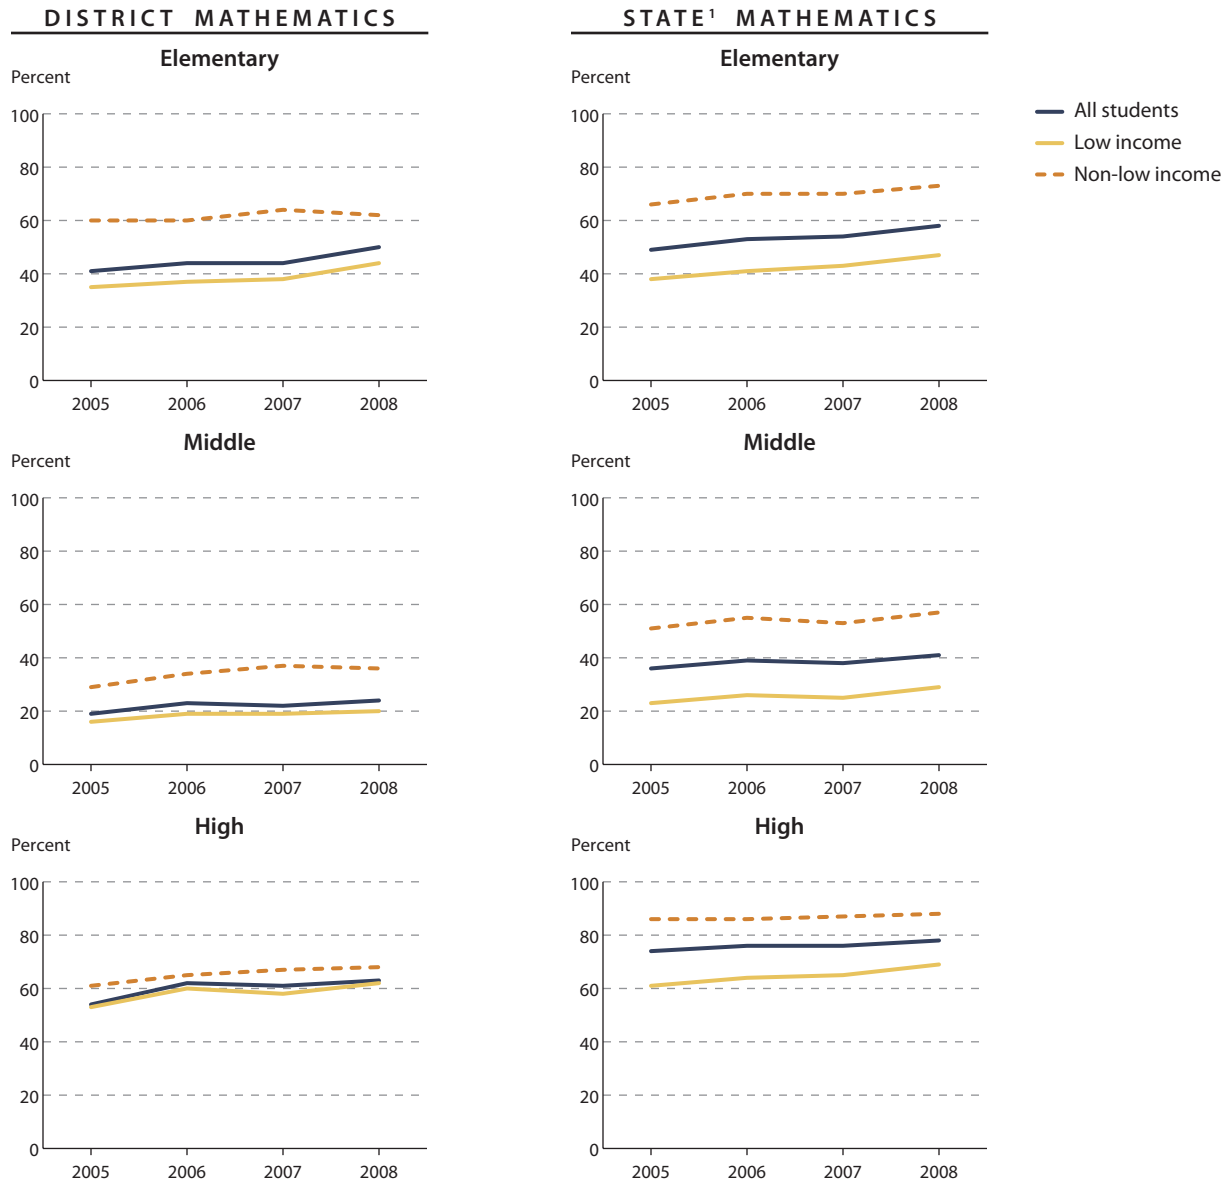 DISTRICT MATHEMATICS
Elementary
Percent
100
80
60
40
20
0
2005 2006 2007 2008
Middle
Percent
100
80
60
40
20
0
2005 2006 2007 2008
High
Percent
100
80
60
40
20
0
2005 2006 2007 2008
STATE¹ MATHEMATICS
Elementary
Percent
100
80
60
40
20
0
2005 2006 2007 2008
Middle
Percent
100
80
60
40
20
0
2005 2006 2007 2008
High
Percent
100
80
60
40
20
0
2005 2006 2007 2008
All students
Low income
Non-low income